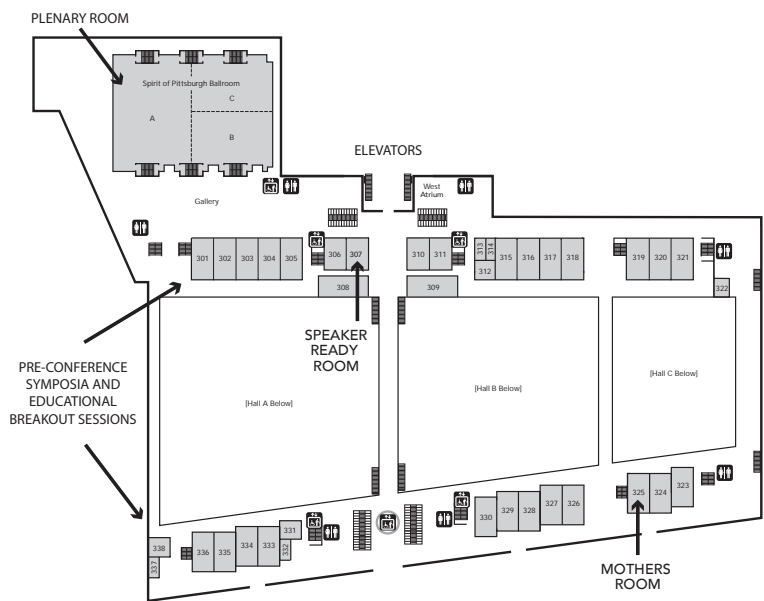 PLENARY ROOM
Spirit of Pittsburgh Ballroom
C
A
B
ELEVATORS
West
Atrium
Gallery
301
302
303
304
305
306
307
310
311
313
314
312
315
316
317
318
319
320
321
308
309
322
SPEAKER
READY
ROOM
PRE-CONFERENCE
SYMPOSIA AND
EDUCATIONAL
BREAKOUT SESSIONS
[Hall A Below]
[Hall B Below]
[Hall C Below]
325
324
323
330
329
328
327
326
338
337
336
335
334
333
331
332
MOTHERS
ROOM